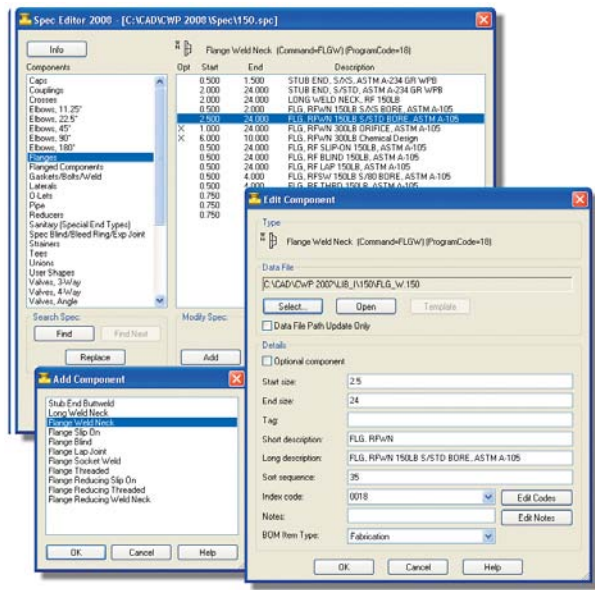 Spec Editor 2008 - [C:\CAD\CWP 2008\Spec\150.spc]
Info
Flange Weld Neck (Command=FLGW) (ProgramCode=18)
Components
Opt Start End Description
Caps
Couplings
Crosses
Elbows, 11.25°
Elbows, 22.5°
Elbows, 45°
Elbows, 90°
Elbows, 180°
Flanges
Flanged Components
Gaskets/Bolts/Weld
Laterals
O-Lets
Pipe
Reducers
Sanitary (Special End Types)
Spec Blind/Bleed Ring/Exp Joint
Strainers
Tees
Unions
User Shapes
Valves, 3-Way
Valves, 4-Way
Valves, Angle
0.500 1.500 STUB END, S/XS, ASTM A-234 GR WPB
2.000 24.000 STUB END, S/STD, ASTM A-234 GR WPB
2.000 24.000 LONG WELD NECK, RF 150LB
0.500 2.000 FLG, RFWN 150LB S/XS BORE, ASTM A-105
2.500 24.000 FLG, RFWN 150LB S/STD BORE, ASTM A-105
X 1.000 24.000 FLG, RFWN 300LB ORIFICE, ASTM A-105
X 6.000 10.000 FLG, RFWN 300LB Chemical Design
0.500 24.000 FLG, RF SLIP-ON 150LB, ASTM A-105
0.500 24.000 FLG, RF BLIND 150LB, ASTM A-105
0.500 24.000 FLG, RF LAP 150LB, ASTM A-105
0.500 4.000 FLG, RFSW 150LB S/80 BORE, ASTM A-105
0.500 4.000 FLG, RF THRD 150LB, ASTM A-105
0.750
0.750
0.750
Search Spec:
Find
Find Next
Replace
Modify Spec:
Add
Edit Component
Type
Flange Weld Neck (Command=FLGW) (ProgramCode=18)
Data File
C:\CAD\CWP 2007\LIB_I\150\FLG_W.150
Select...
Open
Template
Data File Path Update Only
Details
Optional component
Start size: 2.5
End size: 24
Tag:
Short description: FLG, RFWN
Long description: FLG, RFWN 150LB S/STD BORE, ASTM A-105
Sort sequence: 35
Index code: 0018 Edit Codes
Notes: Edit Notes
BOM Item Type: Fabrication
OK Cancel Help
Add Component
Stub End Buttweld
Long Weld Neck
Flange Weld Neck
Flange Slip On
Flange Blind
Flange Lap Joint
Flange Socket Weld
Flange Threaded
Flange Reducing Slip On
Flange Reducing Threaded
Flange Reducing Weld Neck
OK Cancel Help